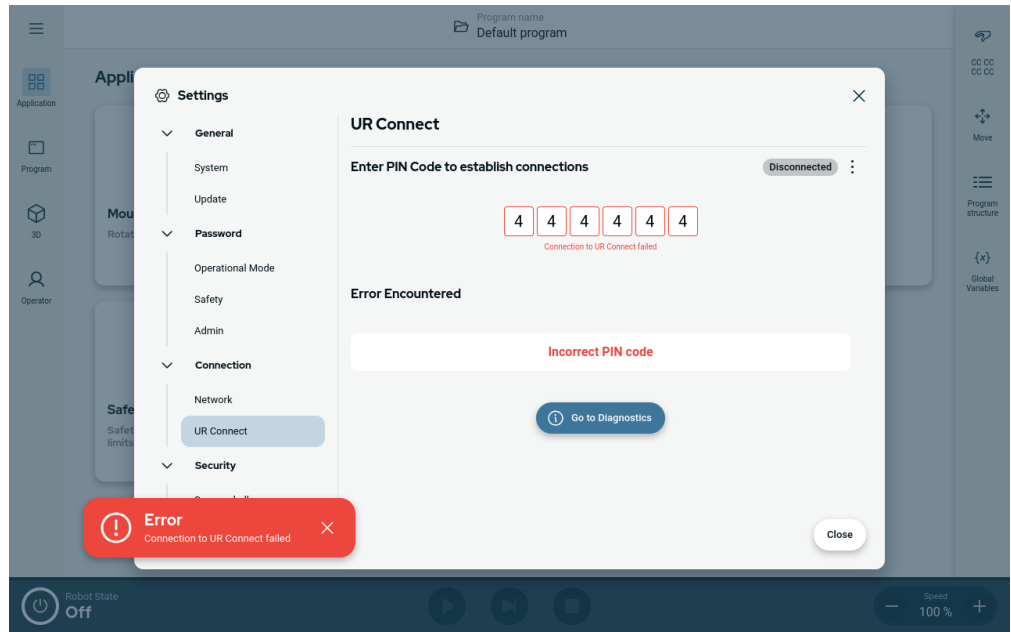 Program name
Default program
Application
Program
3D
Operator
Appli
Mou
Rotat
Safe
Safet
limits
Settings
General
System
Update
Password
Operational Mode
Safety
Admin
Connection
Network
UR Connect
Security
UR Connect
Enter PIN Code to establish connections
Disconnected
4 4 4 4 4 4
Connection to UR Connect failed
Error Encountered
Incorrect PIN code
Go to Diagnostics
Close
Error
Connection to UR Connect failed
CC CC
CC CC
Move
Program
structure
{x}
Global
Variables
Robot State
Off
Speed
100 %